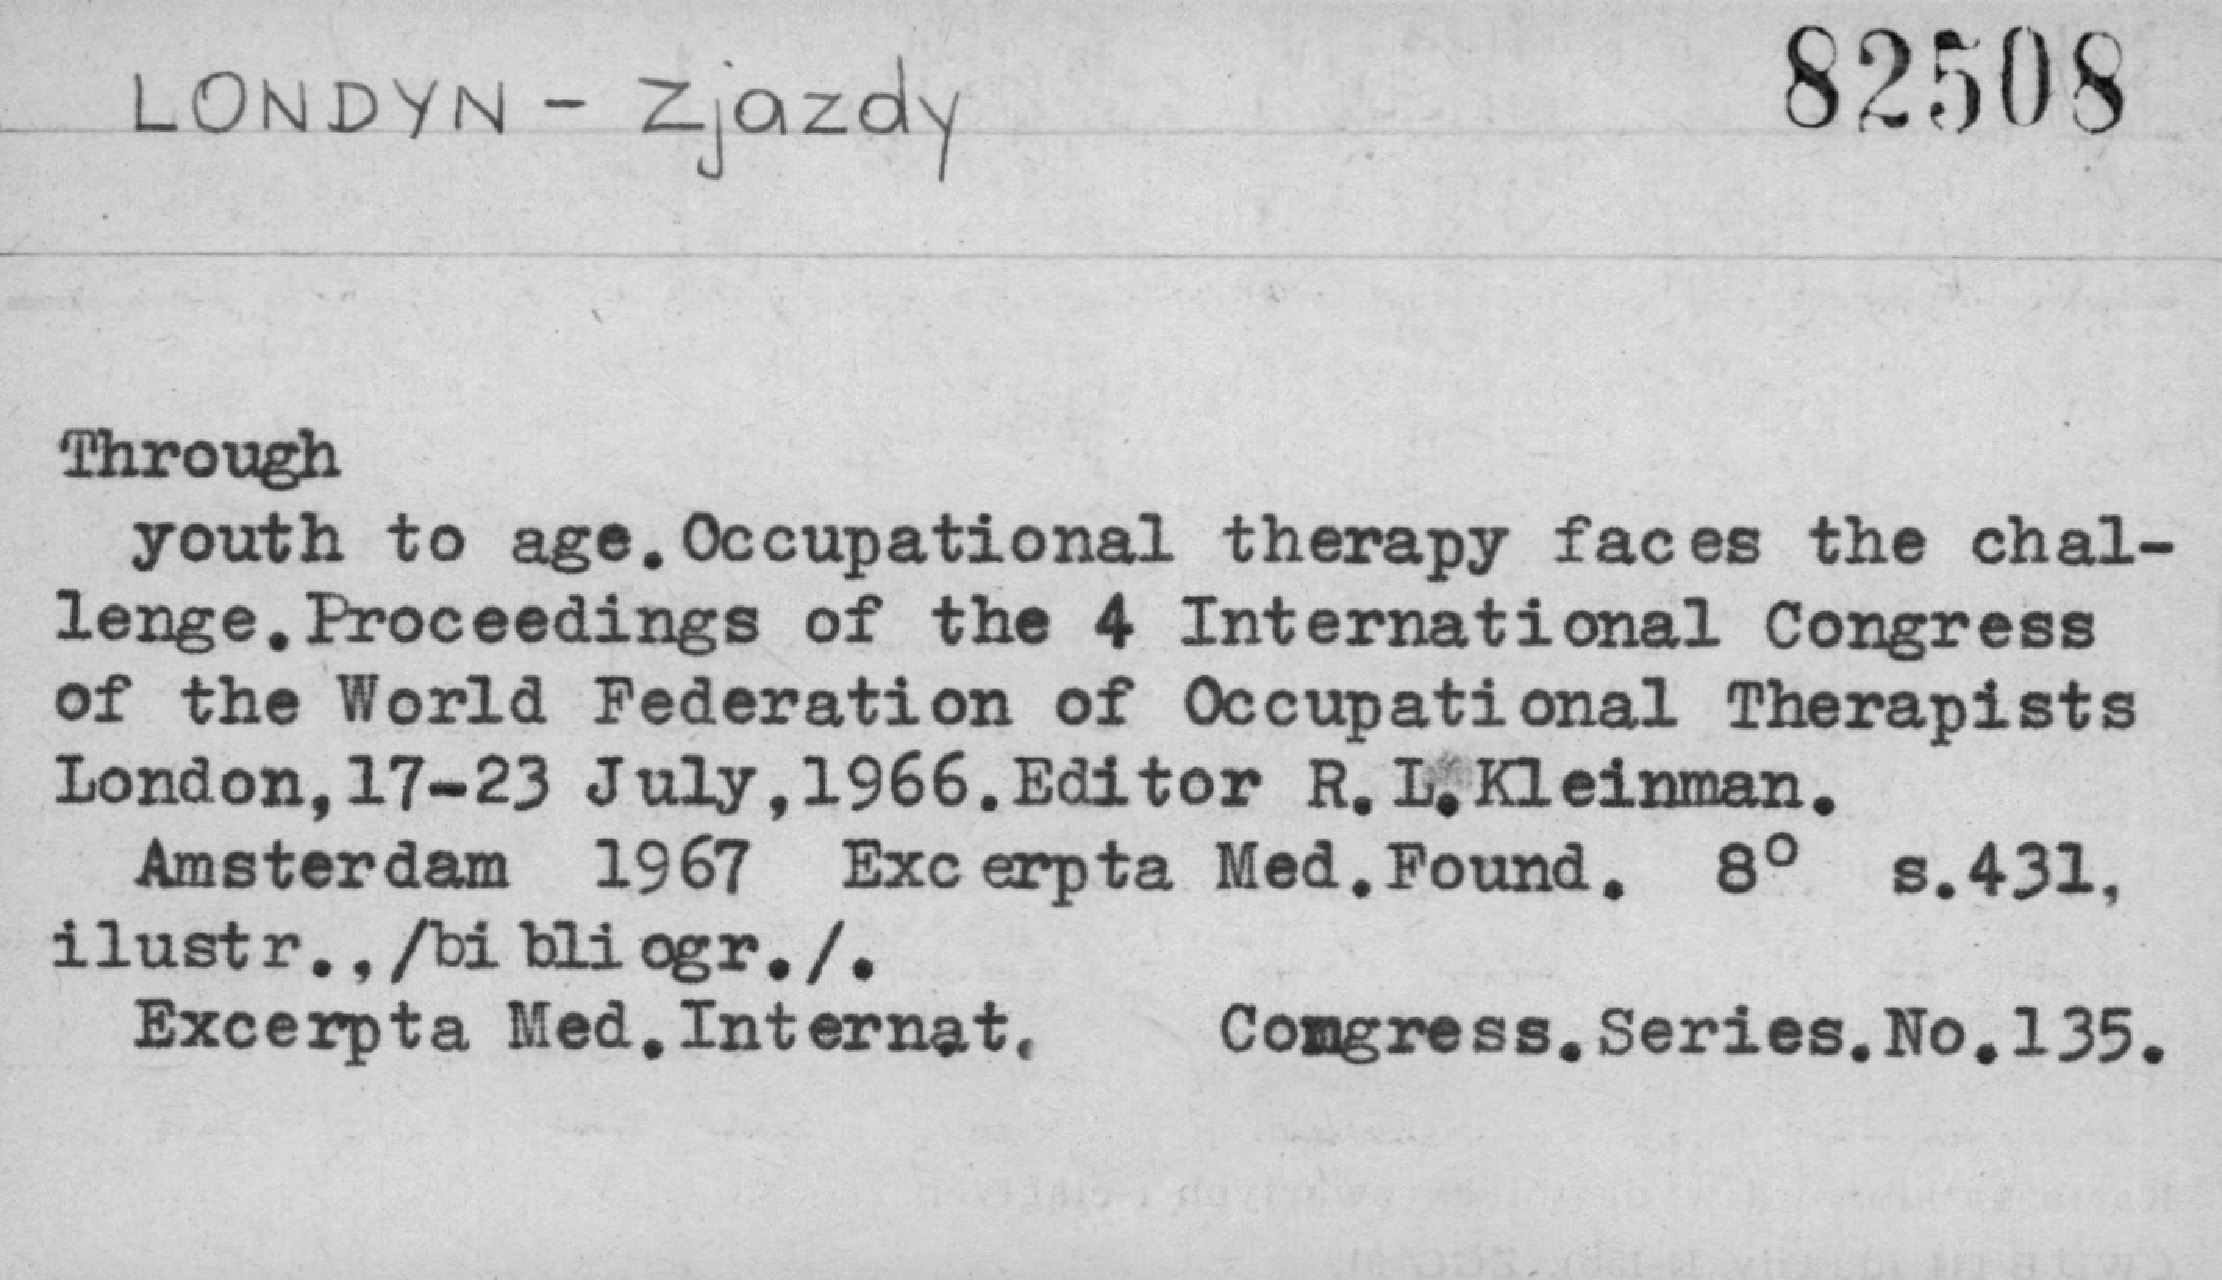 LONDYN - Zjazdy
82508
Through
youth to age.Occupational therapy faces the chal-
lenge.Proceedings of the 4 International Congress
of the World Federation of Occupational Therapists
London,17-23 July,1966.Editor R.L.Kleinman.
Amsterdam 1967 Excerpta Med.Found. 8° s.431,
ilustr.,/bibliogr./.
Excerpta Med.Internat. Congress.Series.No.135.